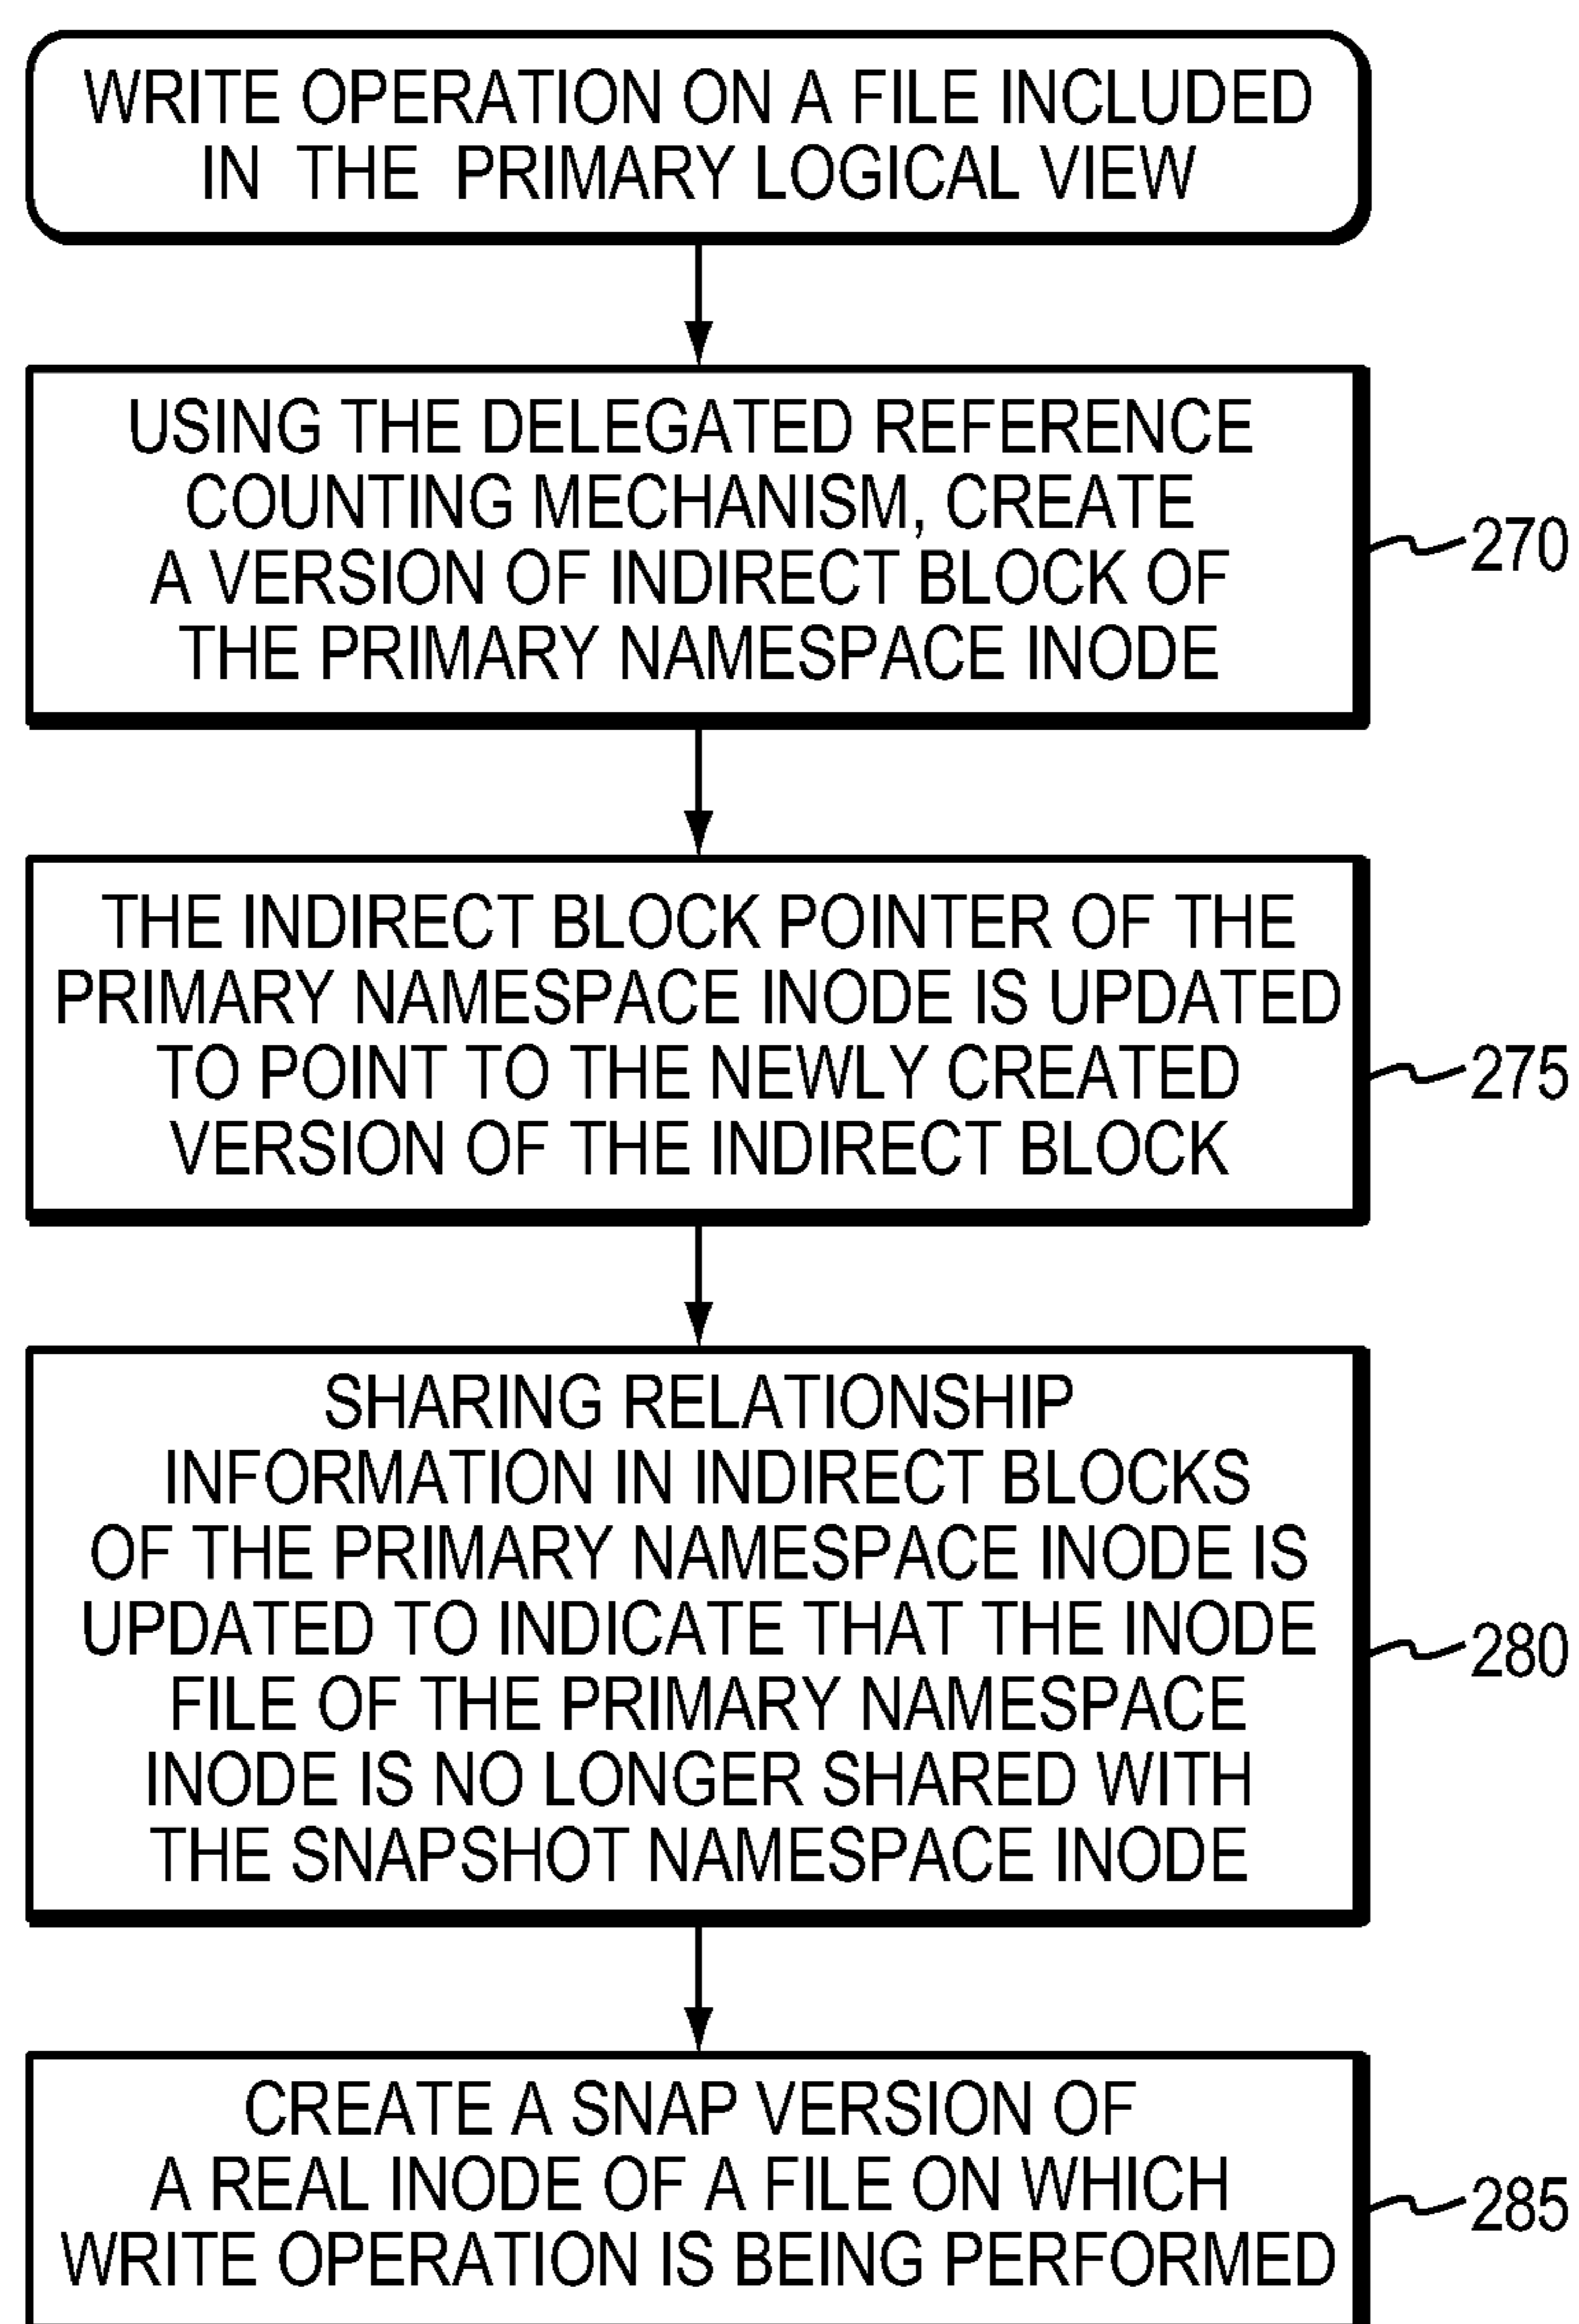 WRITE OPERATION ON A FILE INCLUDED
IN THE PRIMARY LOGICAL VIEW
USING THE DELEGATED REFERENCE
COUNTING MECHANISM, CREATE
A VERSION OF INDIRECT BLOCK OF
THE PRIMARY NAMESPACE INODE
270
THE INDIRECT BLOCK POINTER OF THE
PRIMARY NAMESPACE INODE IS UPDATED
TO POINT TO THE NEWLY CREATED
VERSION OF THE INDIRECT BLOCK
275
SHARING RELATIONSHIP
INFORMATION IN INDIRECT BLOCKS
OF THE PRIMARY NAMESPACE INODE IS
UPDATED TO INDICATE THAT THE INODE
FILE OF THE PRIMARY NAMESPACE
INODE IS NO LONGER SHARED WITH
THE SNAPSHOT NAMESPACE INODE
280
CREATE A SNAP VERSION OF
A REAL INODE OF A FILE ON WHICH
WRITE OPERATION IS BEING PERFORMED
285